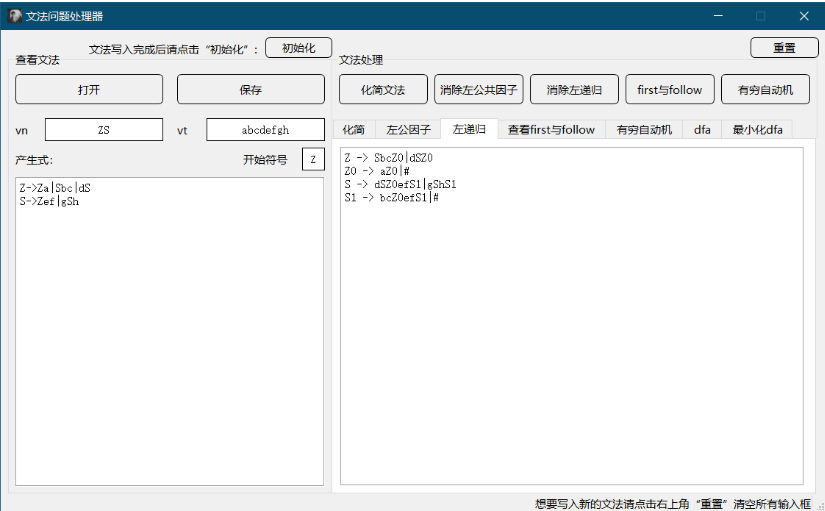 文法问题处理器
文法写入完成后请点击“初始化”：
初始化
重置
查看文法
文法处理
打开
保存
化简文法
消除左公共因子
消除左递归
first与follow
有穷自动机
vn
ZS
vt
abcdefgh
化简
左公因子
左递归
查看first与follow
有穷自动机
dfa
最小化dfa
产生式:
开始符号
Z
Z->Za|Sbc|dS
S->Zef|gSh
Z -> SbcZ0|dSZ0
Z0 -> aZ0|#
S -> dSZ0efS1|gShS1
S1 -> bcZ0efS1|#
想要写入新的文法请点击右上角“重置”清空所有输入框